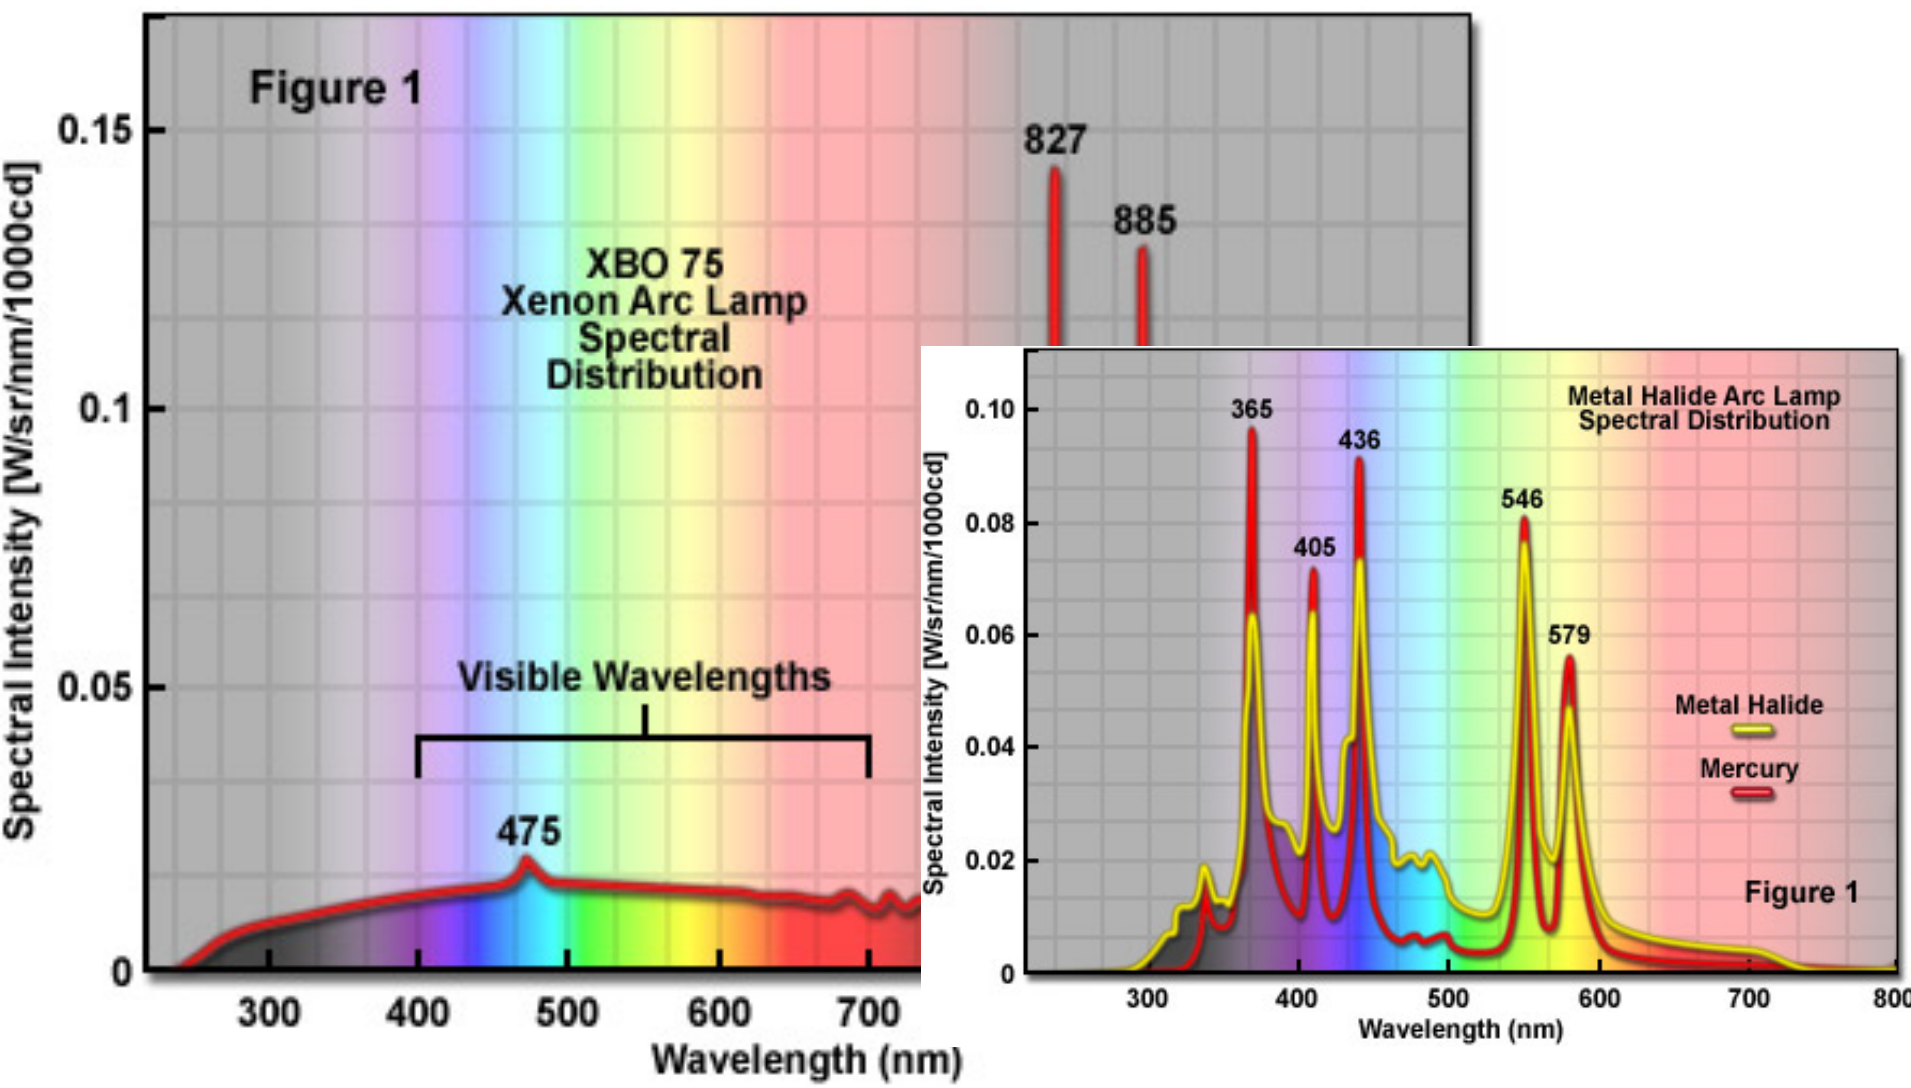 Figure 1
0.15
0.1
0.05
0
Spectral Intensity [W/sr/nm/1000cd]
827
885
XBO 75
Xenon Arc Lamp
Spectral
Distribution
Visible Wavelengths
475
300 400 500 600 700
Wavelength (nm)
Metal Halide Arc Lamp
Spectral Distribution
0.10
0.08
0.06
0.04
0.02
0
Spectral Intensity [W/sr/nm/1000cd]
365
405
436
546
579
Metal Halide
Mercury
Figure 1
300 400 500 600 700 800
Wavelength (nm)